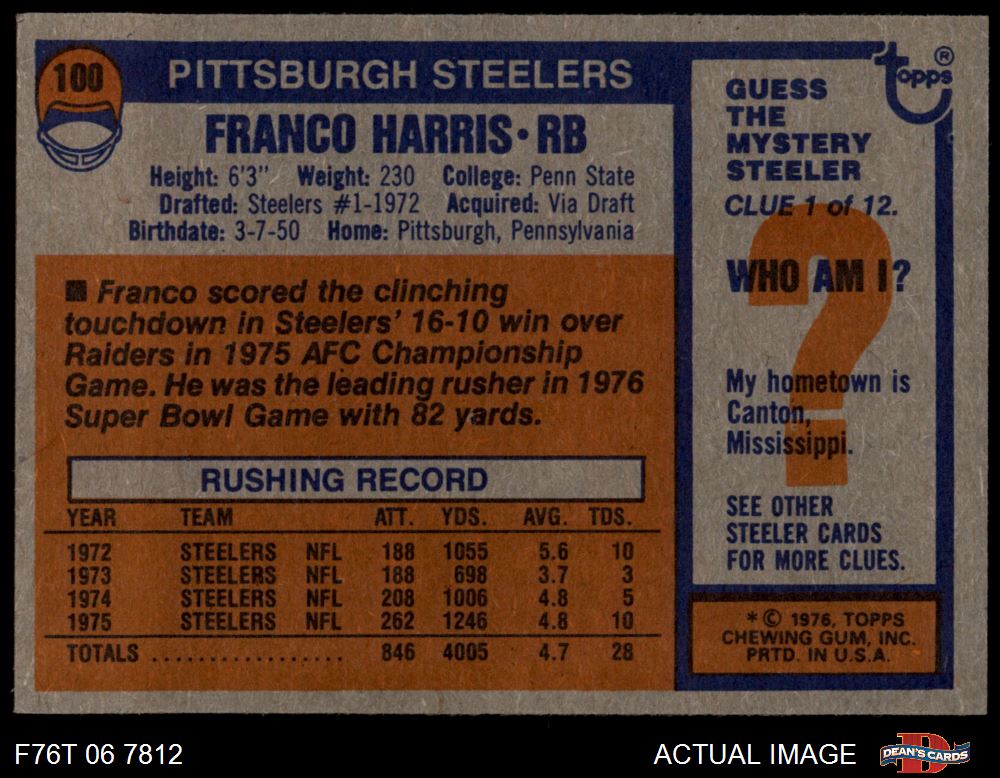 100
PITTSBURGH STEELERS
FRANCO HARRIS • RB
Height: 6'3" Weight: 230 College: Penn State
Drafted: Steelers #1-1972 Acquired: Via Draft
Birthdate: 3-7-50 Home: Pittsburgh, Pennsylvania
■ Franco scored the clinching
touchdown in Steelers' 16-10 win over
Raiders in 1975 AFC Championship
Game. He was the leading rusher in 1976
Super Bowl Game with 82 yards.
RUSHING RECORD
YEAR TEAM ATT. YDS. AVG. TDS.
1972 STEELERS NFL 188 1055 5.6 10
1973 STEELERS NFL 188 698 3.7 3
1974 STEELERS NFL 208 1006 4.8 5
1975 STEELERS NFL 262 1246 4.8 10
TOTALS .................. 846 4005 4.7 28
topps ®
GUESS
THE
MYSTERY
STEELER
CLUE 1 of 12.
?
WHO AM I?
My hometown is
Canton,
Mississippi.
SEE OTHER
STEELER CARDS
FOR MORE CLUES.
* © 1976, TOPPS
CHEWING GUM, INC.
PRTD. IN U.S.A.
F76T 06 7812
ACTUAL IMAGE
D
DEAN'S CARDS